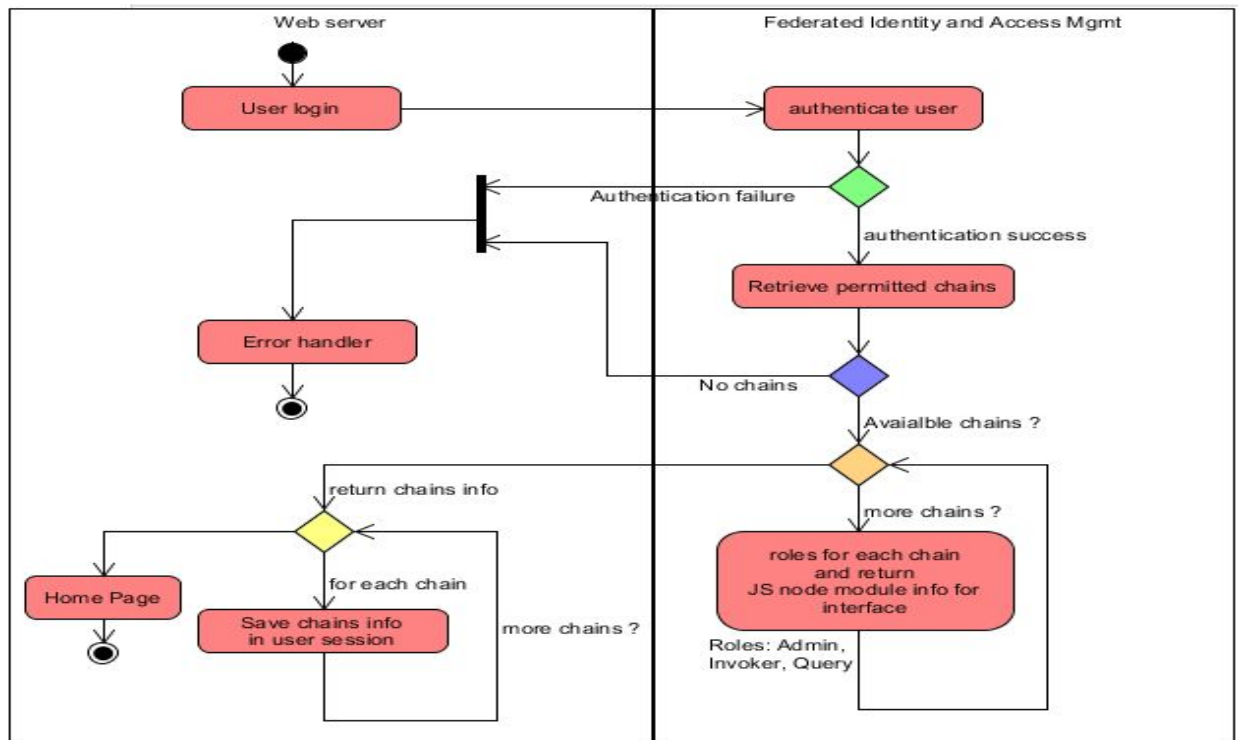 Web server
Federated Identity and Access Mgmt
User login
authenticate user
Authentication failure
authentication success
Retrieve permitted chains
Error handler
No chains
Avaialble chains ?
return chains info
more chains ?
roles for each chain
and return
JS node module info for
interface
Home Page
for each chain
Save chains info
in user session
more chains ?
Roles: Admin,
Invoker, Query